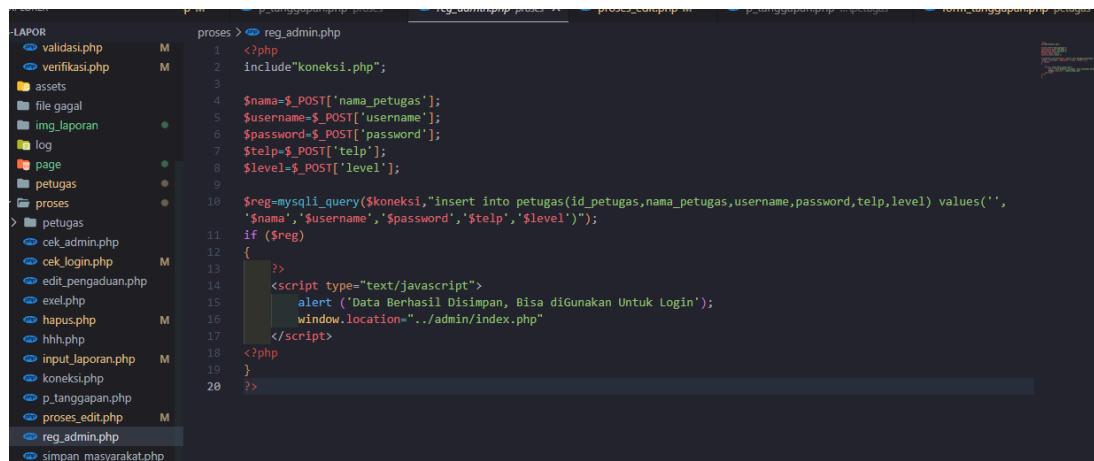 -LAPOR
validasi.php M
verifikasi.php M
assets
file gagal
img_laporan
log
page
petugas
proses
petugas
cek_admin.php
cek_login.php M
edit_pengaduan.php
exel.php
hapus.php M
hhh.php
input_laporan.php M
koneksi.php
p_tanggapan.php
proses_edit.php M
reg_admin.php
simpan_masyarakat.php
proses > reg_admin.php
1 <?php
2 include"koneksi.php";
3
4 $nama=$_POST['nama_petugas'];
5 $username=$_POST['username'];
6 $password=$_POST['password'];
7 $telp=$_POST['telp'];
8 $level=$_POST['level'];
9
10 $reg=mysqli_query($koneksi,"insert into petugas(id_petugas,nama_petugas,username,password,telp,level) values('',
'$nama','$username','$password','$telp','$level')");
11 if ($reg)
12 {
13 ?>
14 <script type="text/javascript">
15 alert ('Data Berhasil Disimpan, Bisa diGunakan Untuk Login');
16 window.location="../admin/index.php"
17 </script>
18 <?php
19 }
20 ?>